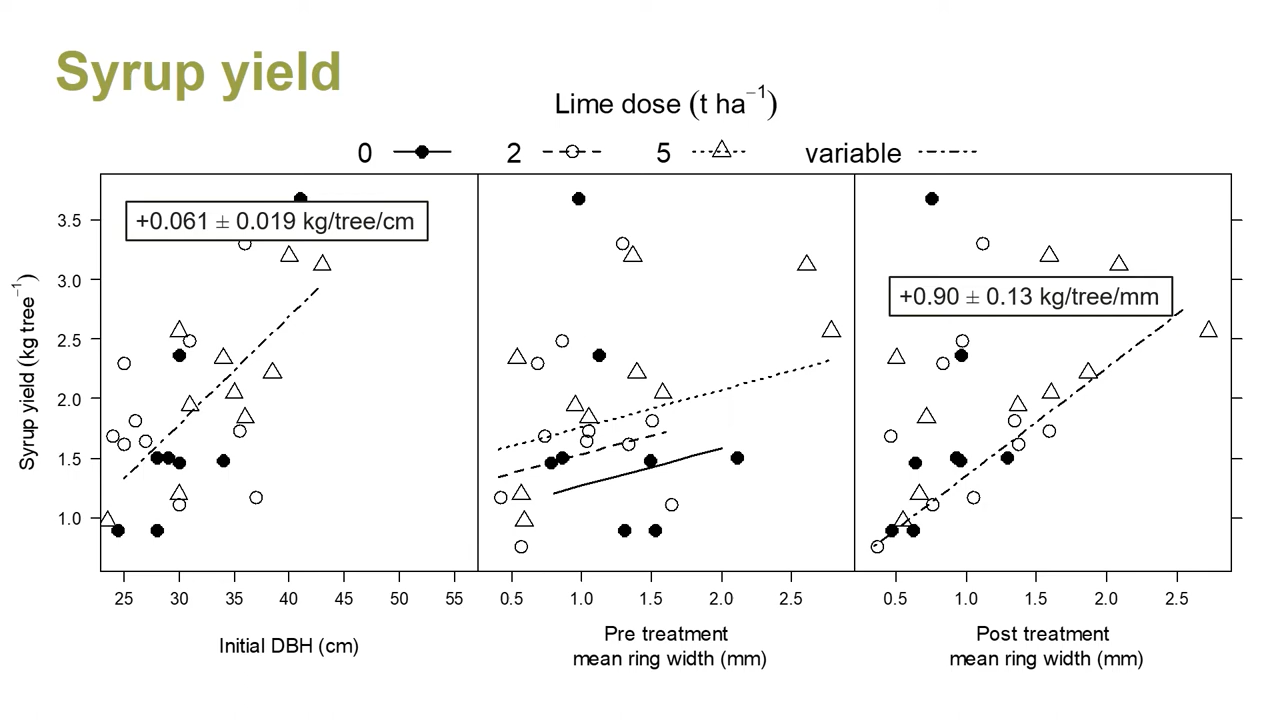 Syrup yield
Lime dose (t ha⁻¹)
0 2 5 variable
+0.061 ± 0.019 kg/tree/cm
+0.90 ± 0.13 kg/tree/mm
Syrup yield (kg tree⁻¹)
3.5
3.0
2.5
2.0
1.5
1.0
25 30 35 40 45 50 55
0.5 1.0 1.5 2.0 2.5
0.5 1.0 1.5 2.0 2.5
Initial DBH (cm)
Pre treatment
mean ring width (mm)
Post treatment
mean ring width (mm)